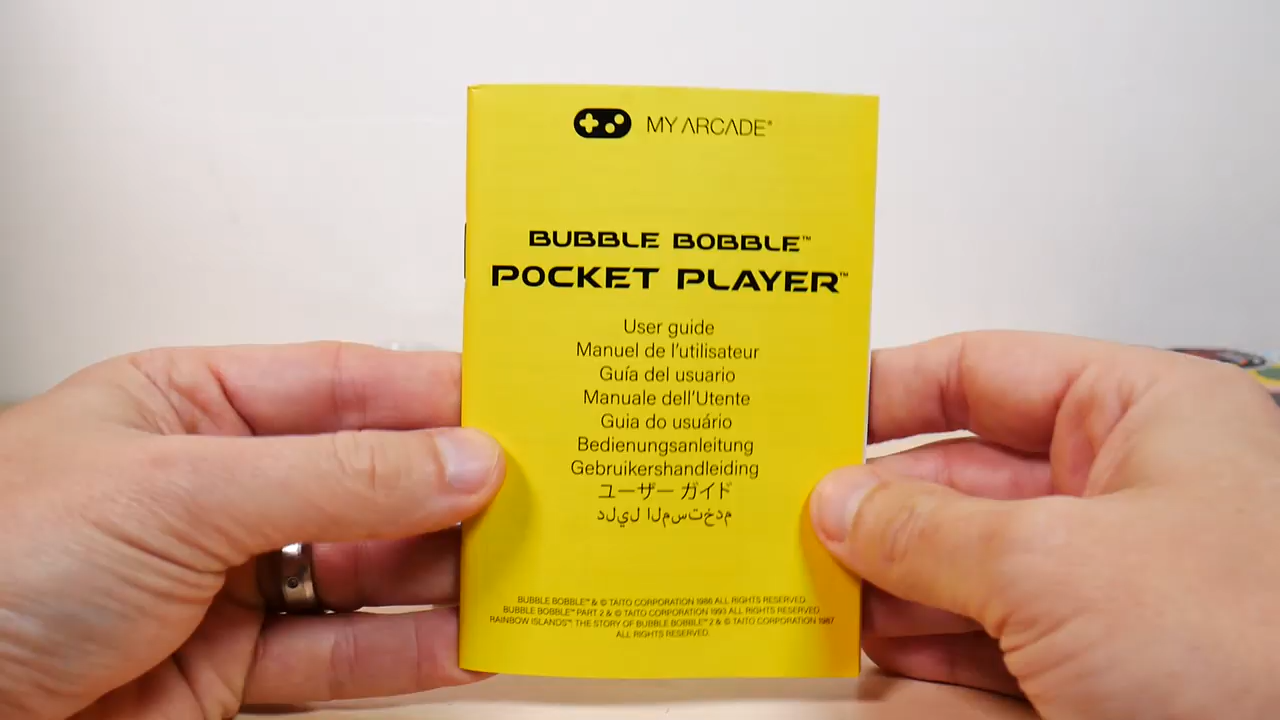 MY ARCADE®
BUBBLE BOBBLE™
POCKET PLAYER™
User guide
Manuel de l'utilisateur
Guía del usuario
Manuale dell'Utente
Guia do usuário
Bedienungsanleitung
Gebruikershandleiding
ユーザー ガイド
مدختسملا ليلد
BUBBLE BOBBLE™ & © TAITO CORPORATION 1986 ALL RIGHTS RESERVED.
BUBBLE BOBBLE™ PART 2 & © TAITO CORPORATION 1993 ALL RIGHTS RESERVED.
RAINBOW ISLANDS™: THE STORY OF BUBBLE BOBBLE™ 2 & © TAITO CORPORATION 1987
ALL RIGHTS RESERVED.